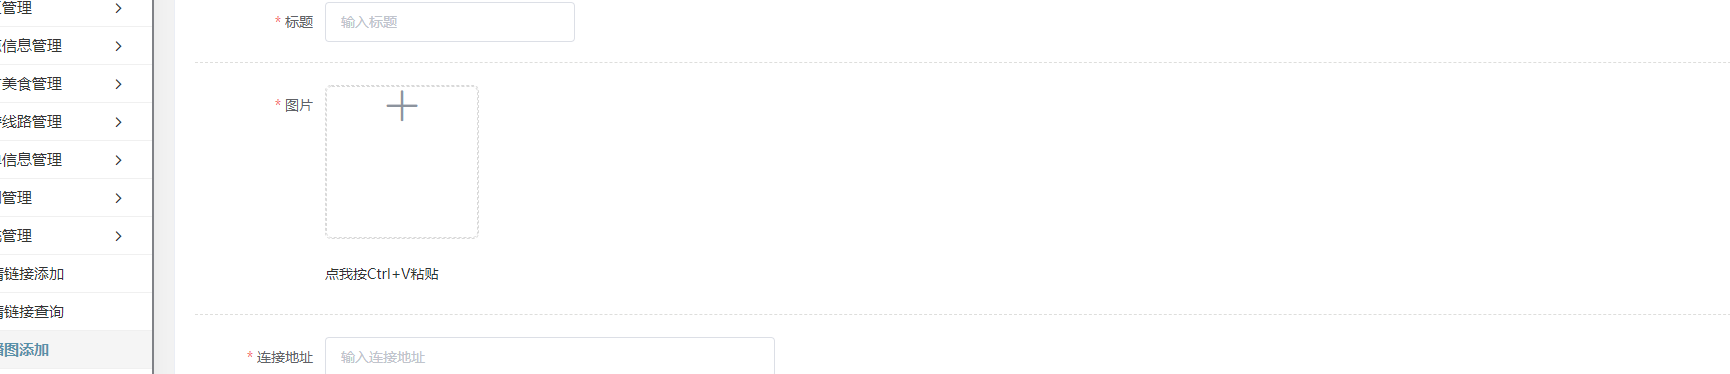 管理
信息管理
美食管理
线路管理
信息管理
管理
管理
链接添加
链接查询
图添加
* 标题
输入标题
* 图片
点我按Ctrl+V粘贴
* 连接地址
输入连接地址